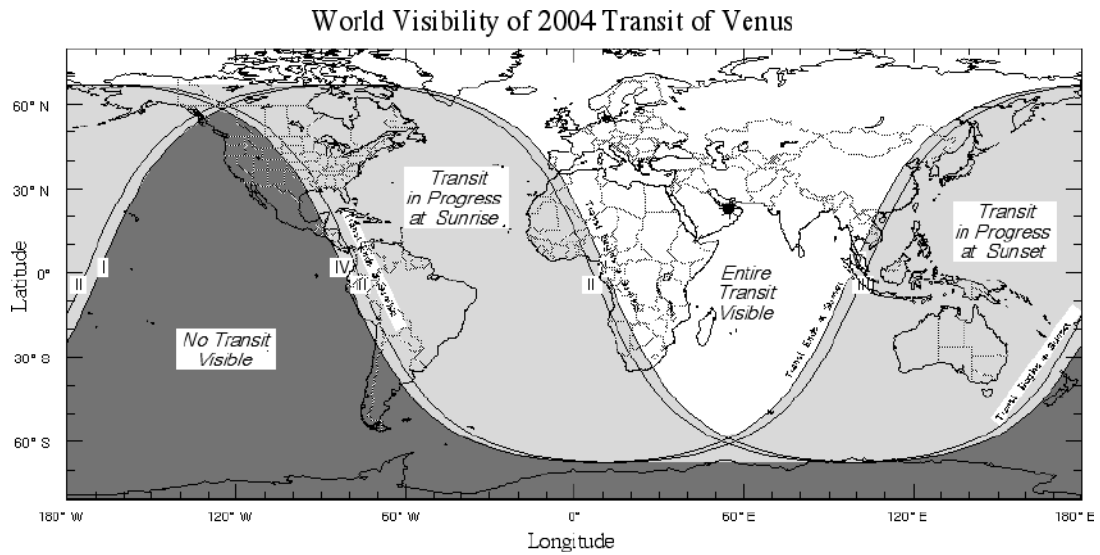 World Visibility of 2004 Transit of Venus
60° N
30° N
0°
30° S
60° S
Latitude
Transit
in Progress
at Sunrise
Transit
in Progress
at Sunset
Entire
Transit
Visible
No Transit
Visible
I
II
IV
II
Transit Ends at Sunset
Transit Begins at Sunset
180° W
120° W
60° W
0°
60° E
120° E
180° E
Longitude